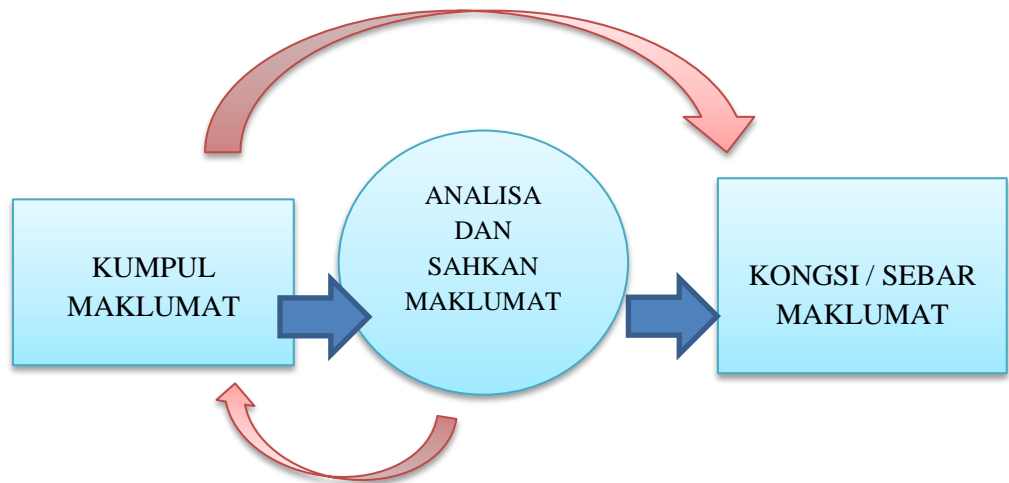 KUMPUL
MAKLUMAT
ANALISA
DAN
SAHKAN
MAKLUMAT
KONGSI / SEBAR
MAKLUMAT